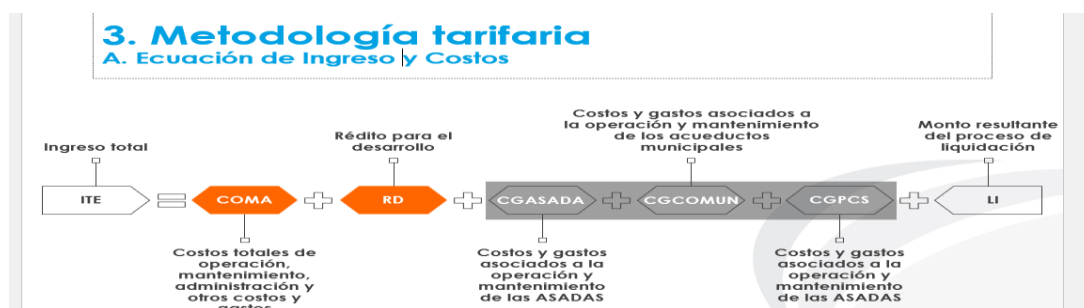 3. Metodología tarifaria
A. Ecuación de Ingreso y Costos
Costos y gastos asociados a
la operación y mantenimiento
de los acueductos
municipales
Rédito para el
desarrollo
Monto resultante
del proceso de
liquidación
Ingreso total
ITE
COMA
RD
CGASADA
CGCOMUN
CGPCS
LI
Costos totales de
operación,
mantenimiento,
administración y
otros costos y
gastos
Costos y gastos
asociados a la
operación y
mantenimiento
de las ASADAS
Costos y gastos
asociados a la
operación y
mantenimiento
de las ASADAS